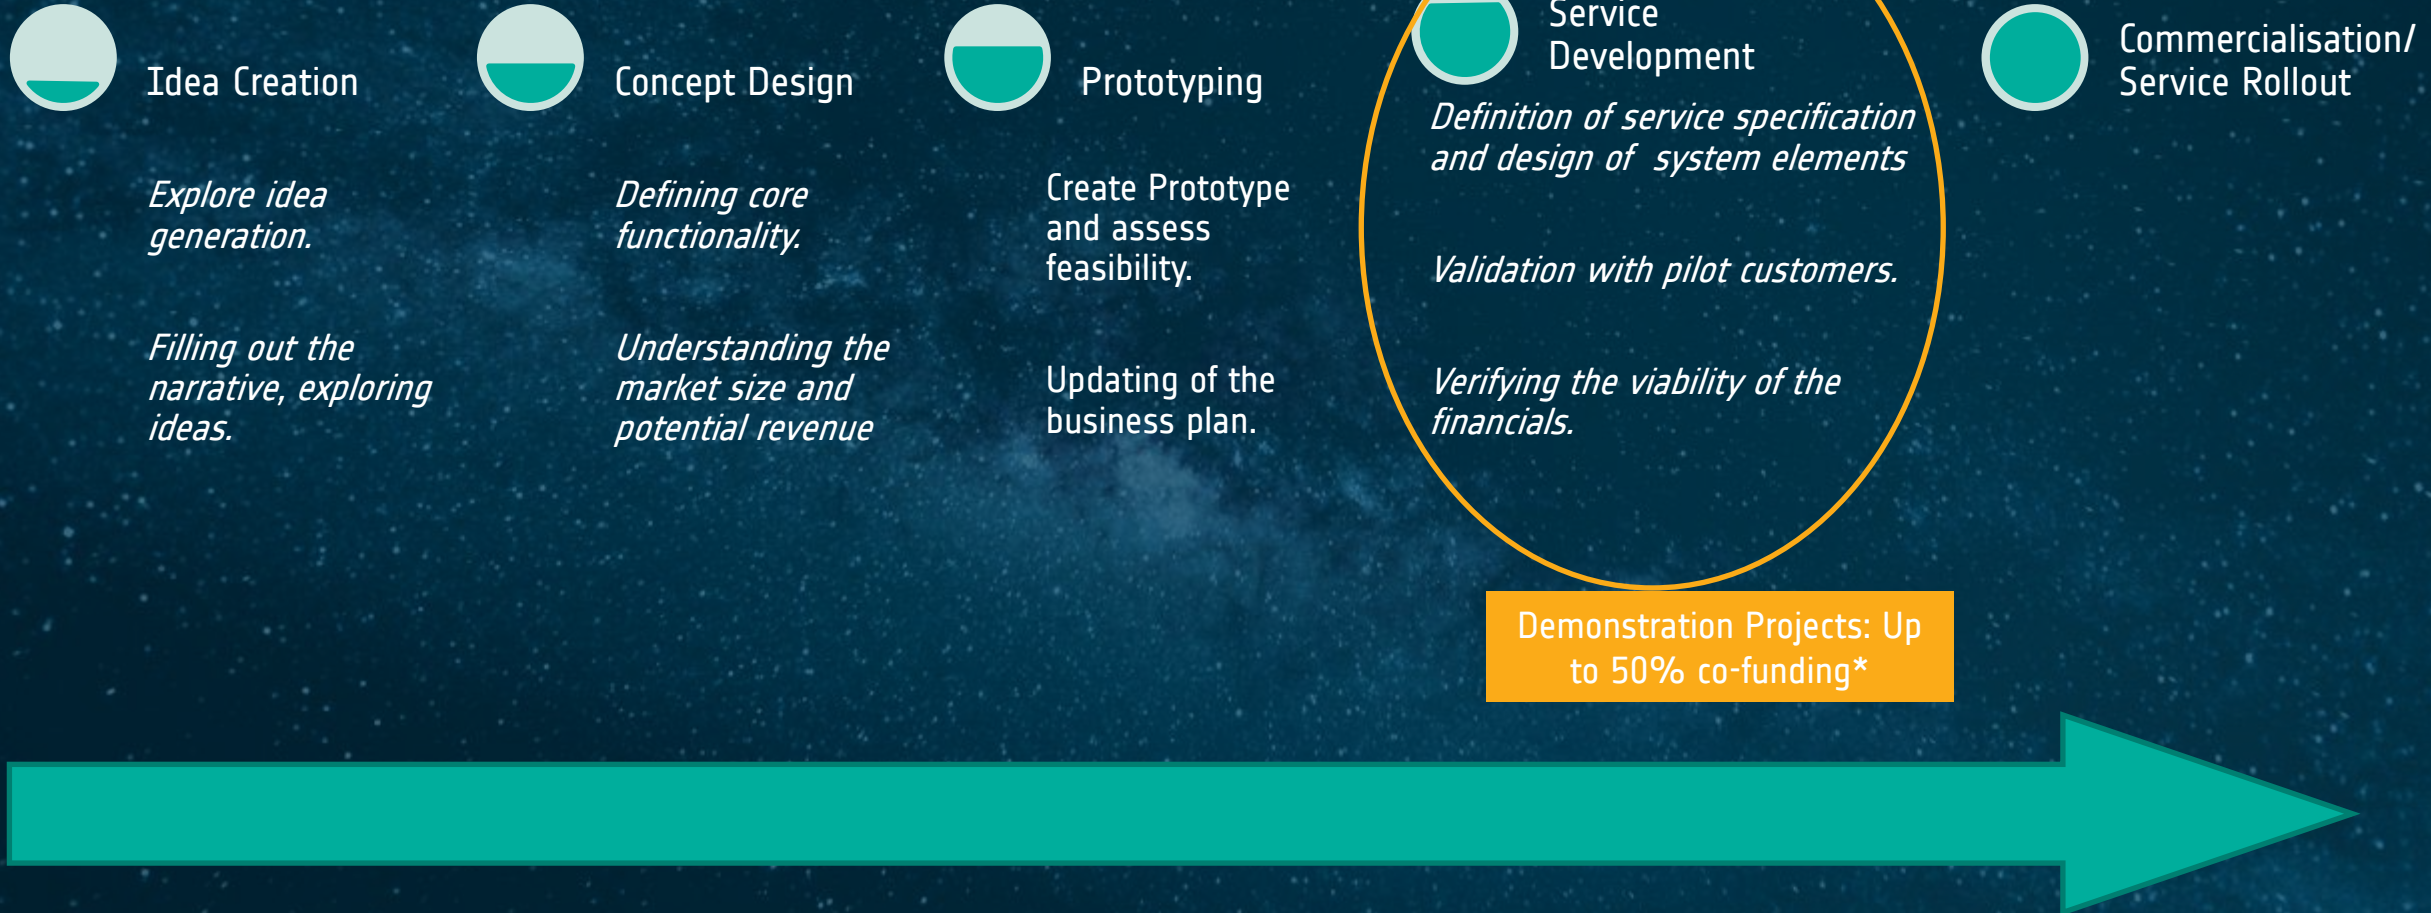 Idea Creation
Explore idea
generation.
Filling out the
narrative, exploring
ideas.
Concept Design
Defining core
functionality.
Understanding the
market size and
potential revenue
Prototyping
Create Prototype
and assess
feasibility.
Updating of the
business plan.
Service
Development
Definition of service specification
and design of  system elements
Validation with pilot customers.
Verifying the viability of the
financials.
Demonstration Projects: Up
to 50% co-funding*
Commercialisation/
Service Rollout